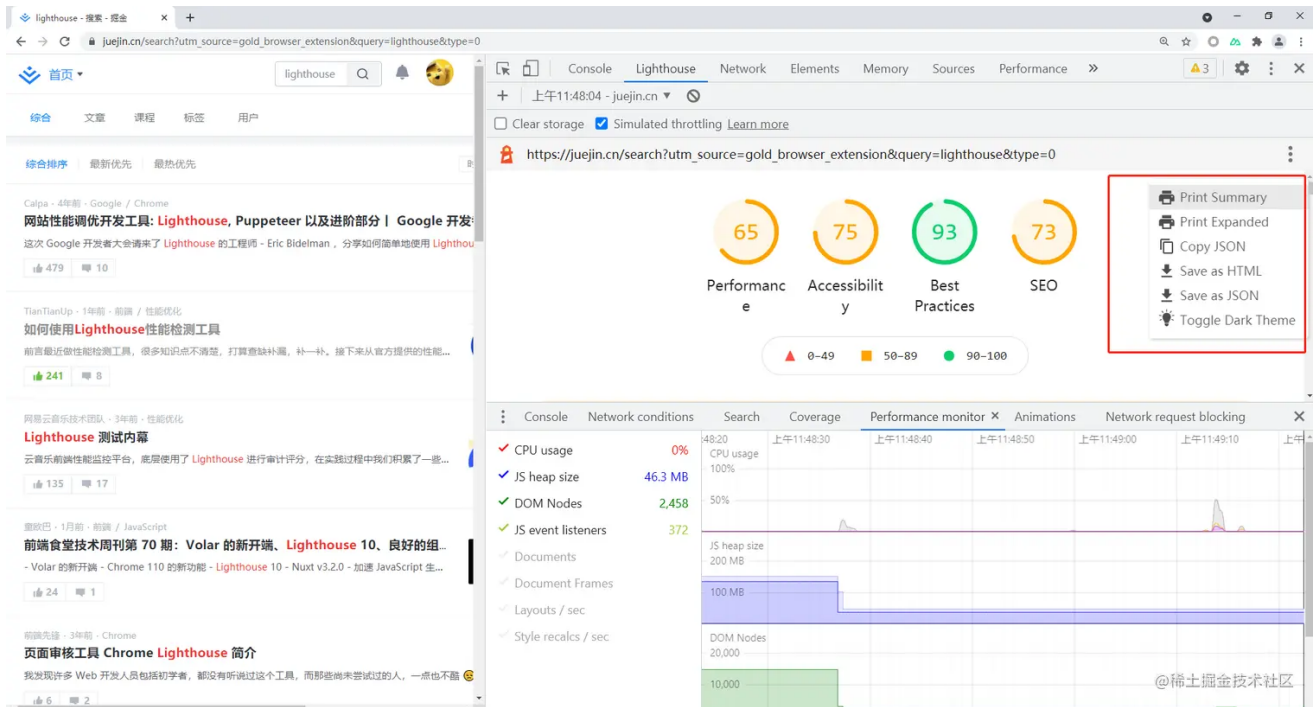 lighthouse - 搜索 - 掘金
juejin.cn/search?utm_source=gold_browser_extension&query=lighthouse&type=0
首页
lighthouse
综合 文章 课程 标签 用户
综合排序 最新优先 最热优先
Calpa · 4年前 · Google / Chrome
网站性能调优开发工具: Lighthouse, Puppeteer 以及进阶部分丨 Google 开发
这次 Google 开发者大会请来了 Lighthouse 的工程师 - Eric Bidelman ，分享如何简单地使用 Lighthou
479 10
TianTianUp · 1年前 · 前端 / 性能优化
如何使用Lighthouse性能检测工具
前言最近做性能检测工具，很多知识点不清楚，打算查缺补漏，补一补。接下来从官方提供的性能...
241 8
网易云音乐技术团队 · 3年前 · 性能优化
Lighthouse 测试内幕
云音乐前端性能监控平台，底层使用了 Lighthouse 进行审计评分，在实践过程中我们积累了一些...
135 17
童欧巴 · 1月前 · 前端 / JavaScript
前端食堂技术周刊第 70 期：Volar 的新开端、Lighthouse 10、良好的组...
- Volar 的新开端 - Chrome 110 的新功能 - Lighthouse 10 - Nuxt v3.2.0 - 加速 JavaScript 生...
24 1
前端先锋 · 3年前 · Chrome
页面审核工具 Chrome Lighthouse 简介
我发现许多 Web 开发人员包括初学者，都没有听说过这个工具，而那些尚未尝试过的人，一点也不酷
6 2
Console Lighthouse Network Elements Memory Sources Performance » 3
+ 上午11:48:04 - juejin.cn
Clear storage Simulated throttling Learn more
https://juejin.cn/search?utm_source=gold_browser_extension&query=lighthouse&type=0
65 75 93 73
Performanc Accessibilit Best SEO
e y Practices
0-49 50-89 90-100
Print Summary
Print Expanded
Copy JSON
Save as HTML
Save as JSON
Toggle Dark Theme
Console Network conditions Search Coverage Performance monitor Animations Network request blocking
CPU usage 0%
JS heap size 46.3 MB
DOM Nodes 2,458
JS event listeners 372
Documents
Document Frames
Layouts / sec
Style recalcs / sec
:48:20 上午11:48:30 上午11:48:40 上午11:48:50 上午11:49:00 上午11:49:10 上午
CPU usage
100%
50%
JS heap size
200 MB
100 MB
DOM Nodes
20,000
10,000
@稀土掘金技术社区